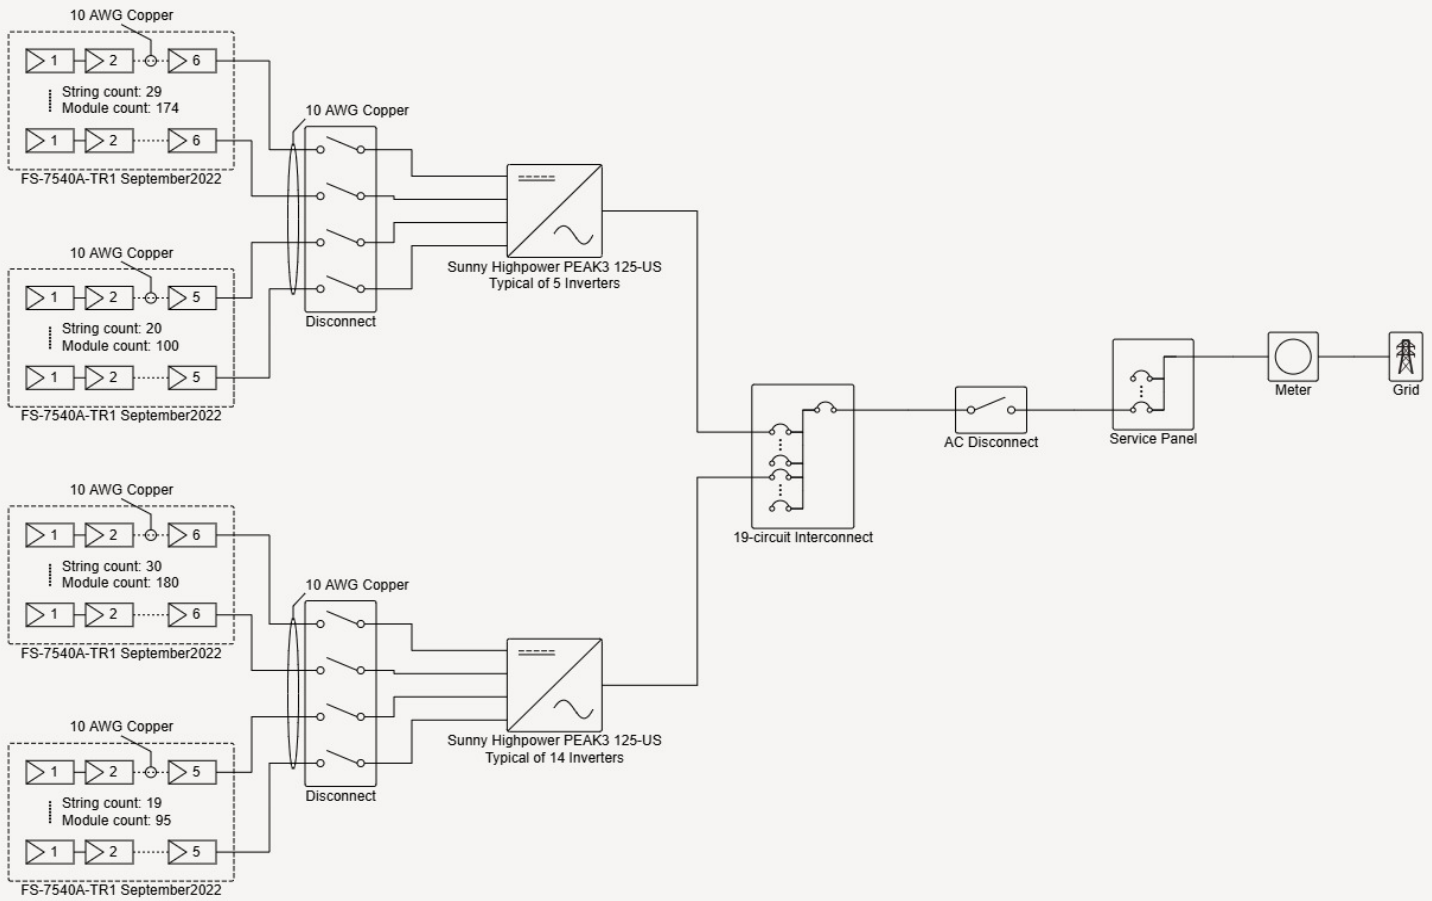 10 AWG Copper
1 2 6
String count: 29
Module count: 174
1 2 6
FS-7540A-TR1 September2022
10 AWG Copper
1 2 5
String count: 20
Module count: 100
1 2 5
FS-7540A-TR1 September2022
10 AWG Copper
Disconnect
Sunny Highpower PEAK3 125-US
Typical of 5 Inverters
10 AWG Copper
1 2 6
String count: 30
Module count: 180
1 2 6
FS-7540A-TR1 September2022
10 AWG Copper
1 2 5
String count: 19
Module count: 95
1 2 5
FS-7540A-TR1 September2022
10 AWG Copper
Disconnect
Sunny Highpower PEAK3 125-US
Typical of 14 Inverters
19-circuit Interconnect
AC Disconnect
Service Panel
Meter
Grid